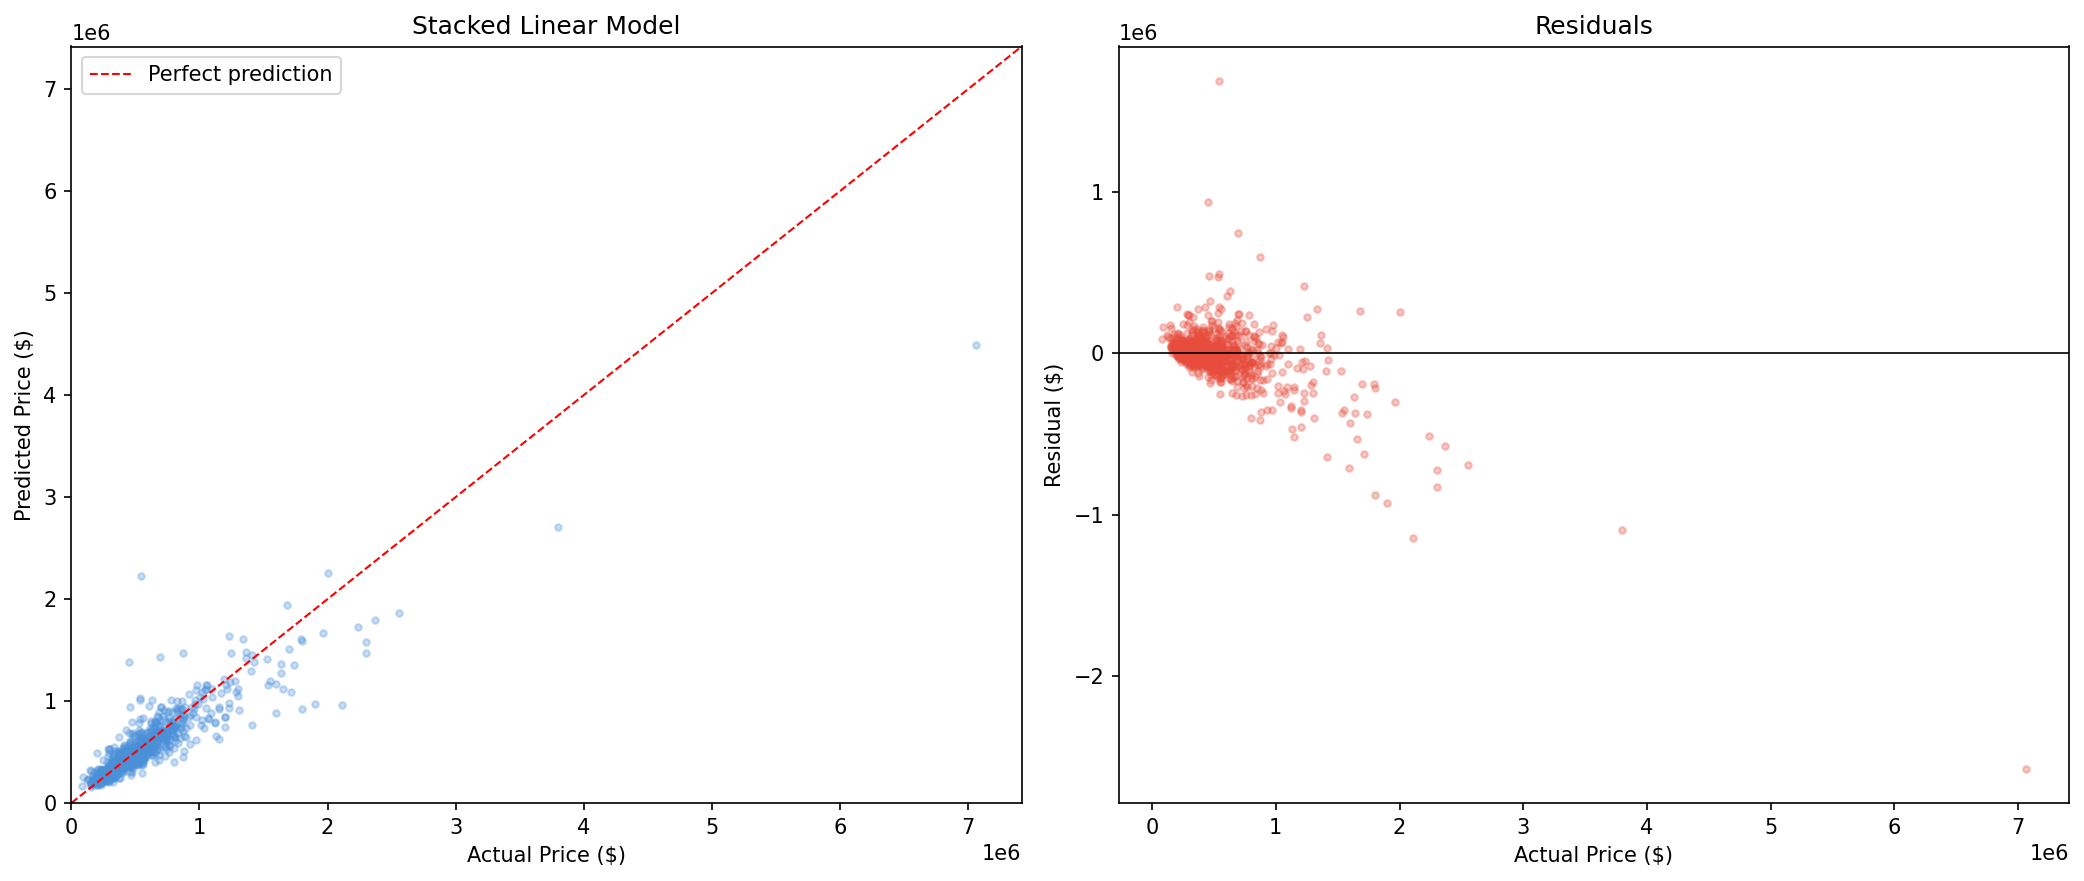 Stacked Linear Model
1e6
Perfect prediction
7
6
5
4
3
2
1
0
Predicted Price ($)
0 1 2 3 4 5 6 7
1e6
Actual Price ($)
Residuals
1e6
1
0
−1
−2
Residual ($)
0 1 2 3 4 5 6 7
1e6
Actual Price ($)